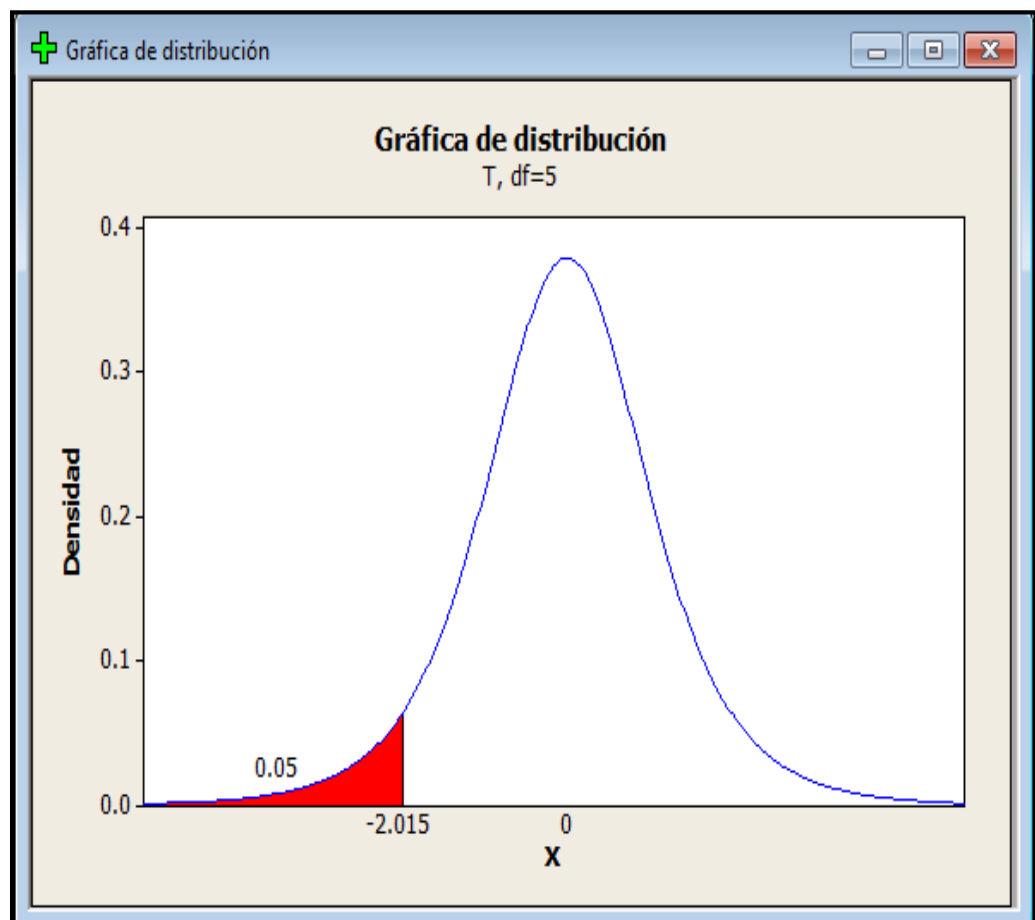 Gráfica de distribución
Gráfica de distribución
T, df=5
0.4
0.3
0.2
0.1
0.0
Densidad
0.05
-2.015
0
X